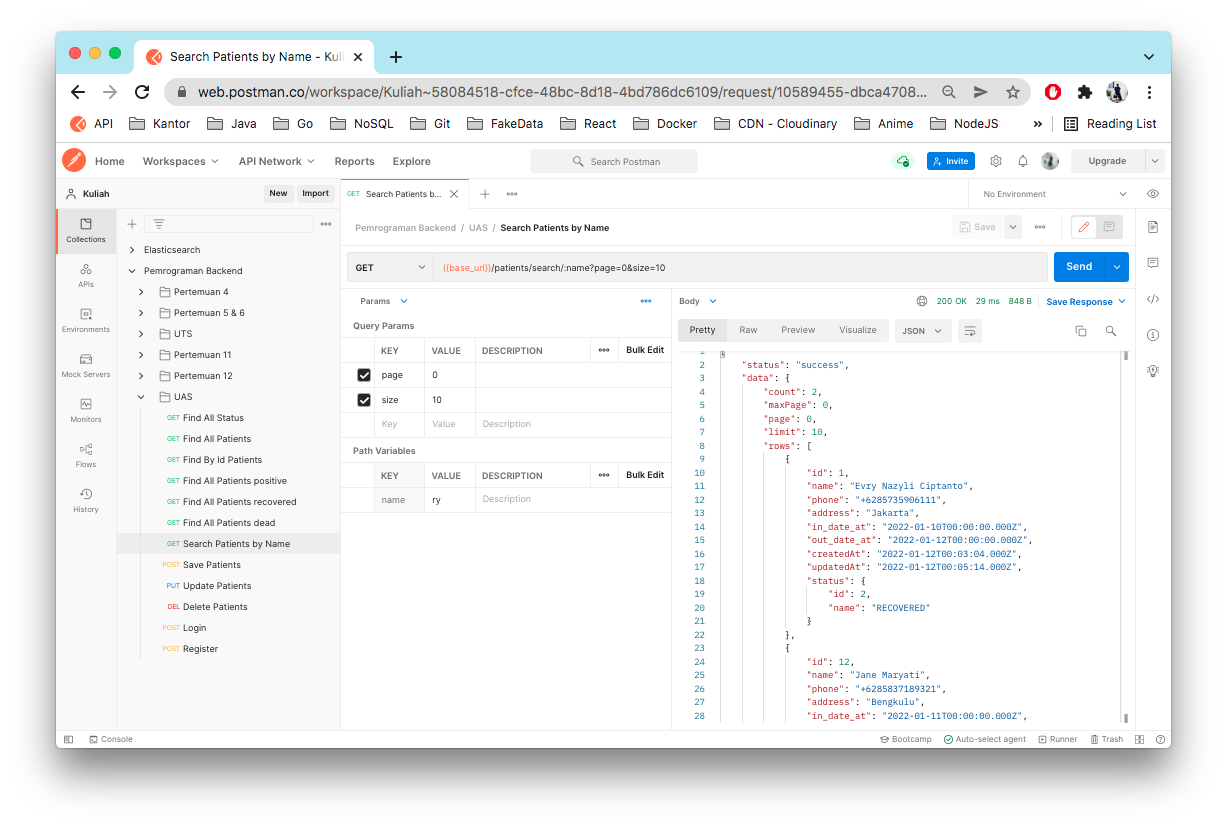 Search Patients by Name - Kuli
web.postman.co/workspace/Kuliah~58084518-cfce-48bc-8d18-4bd786dc6109/request/10589455-dbca4708...
API Kantor Java Go NoSQL Git FakeData React Docker CDN - Cloudinary Anime NodeJS » Reading List
Home Workspaces API Network Reports Explore Search Postman Invite Upgrade
Kuliah New Import GET Search Patients b... No Environment
Collections
APIs
Environments
Mock Servers
Monitors
Flows
History
Elasticsearch
Pemrograman Backend
Pertemuan 4
Pertemuan 5 & 6
UTS
Pertemuan 11
Pertemuan 12
UAS
GET Find All Status
GET Find All Patients
GET Find By Id Patients
GET Find All Patients positive
GET Find All Patients recovered
GET Find All Patients dead
GET Search Patients by Name
POST Save Patients
PUT Update Patients
DEL Delete Patients
POST Login
POST Register
Pemrograman Backend / UAS / Search Patients by Name Save
GET {{base_url}}/patients/search/:name?page=0&size=10 Send
Params
Query Params
KEY VALUE DESCRIPTION Bulk Edit
page 0
size 10
Key Value Description
Path Variables
KEY VALUE DESCRIPTION Bulk Edit
name ry Description
Body 200 OK 29 ms 848 B Save Response
Pretty Raw Preview Visualize JSON
1 {
2 "status": "success",
3 "data": {
4 "count": 2,
5 "maxPage": 0,
6 "page": 0,
7 "limit": 10,
8 "rows": [
9 {
10 "id": 1,
11 "name": "Evry Nazyli Ciptanto",
12 "phone": "+6285735906111",
13 "address": "Jakarta",
14 "in_date_at": "2022-01-10T00:00:00.000Z",
15 "out_date_at": "2022-01-12T00:00:00.000Z",
16 "createdAt": "2022-01-12T00:03:04.000Z",
17 "updatedAt": "2022-01-12T00:05:14.000Z",
18 "status": {
19 "id": 2,
20 "name": "RECOVERED"
21 }
22 },
23 {
24 "id": 12,
25 "name": "Jane Maryati",
26 "phone": "+6285837189321",
27 "address": "Bengkulu",
28 "in_date_at": "2022-01-11T00:00:00.000Z",
Console Bootcamp Auto-select agent Runner Trash